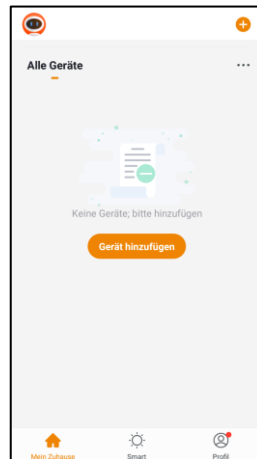 Alle Geräte
Keine Geräte; bitte hinzufügen
Gerät hinzufügen
Mein Zuhause Smart Profil